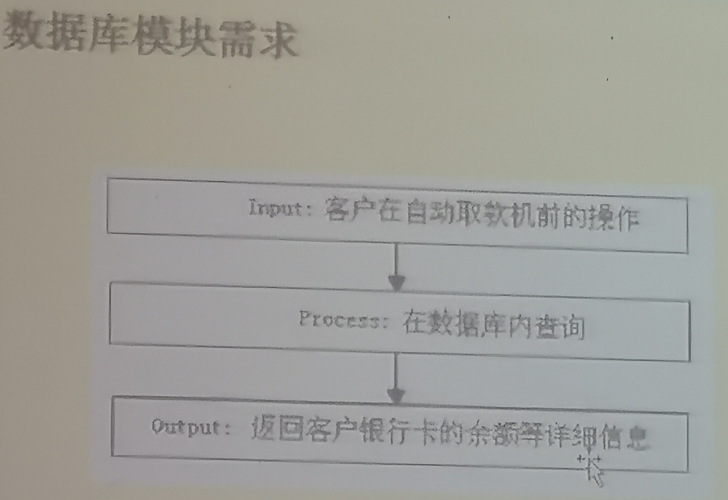 数据库模块需求
Input: 客户在自动取款机前的操作
Process: 在数据库内查询
Output: 返回客户银行卡的余额等详细信息